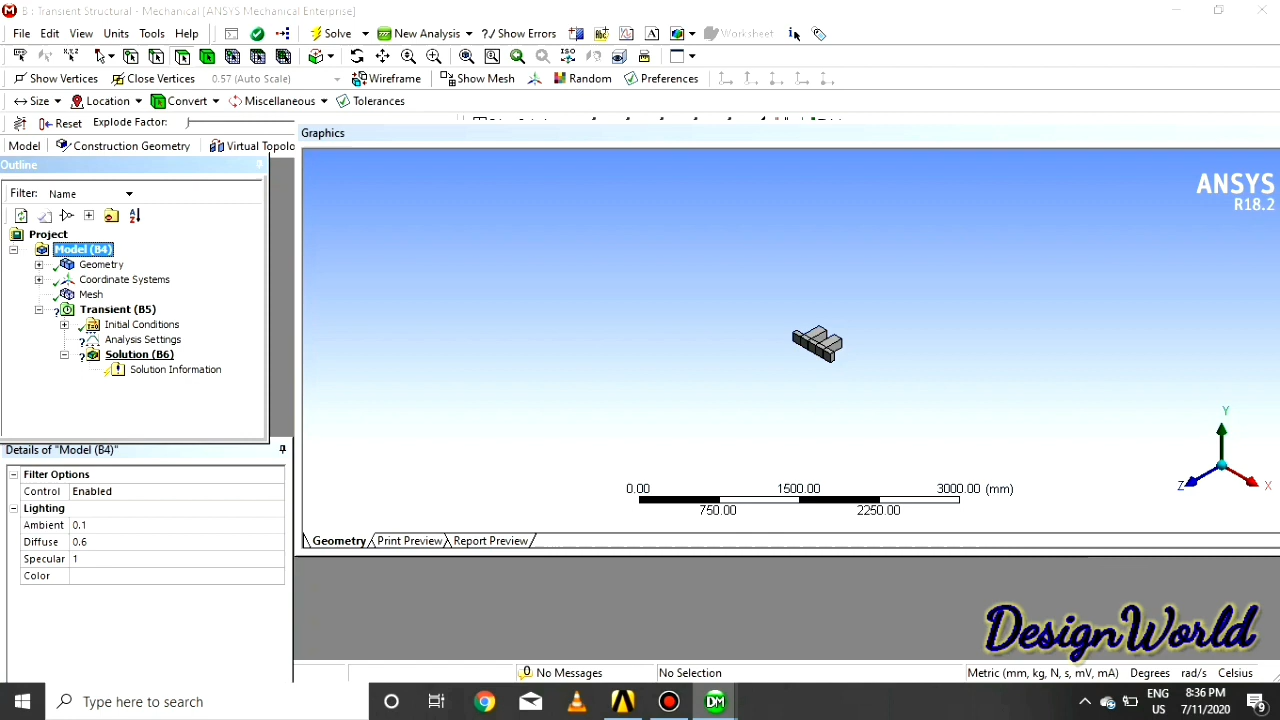 B : Transient Structural - Mechanical [ANSYS Mechanical Enterprise]
File Edit View Units Tools Help Solve New Analysis ?/ Show Errors Worksheet
Show Vertices Close Vertices 0.57 (Auto Scale) Wireframe Show Mesh Random Preferences
Size Location Convert Miscellaneous Tolerances
Reset Explode Factor:
Model Construction Geometry Virtual Topolo
Graphics
Outline
Filter: Name
Project
Model (B4)
Geometry
Coordinate Systems
Mesh
Transient (B5)
Initial Conditions
Analysis Settings
Solution (B6)
Solution Information
Details of "Model (B4)"
Filter Options
Control Enabled
Lighting
Ambient 0.1
Diffuse 0.6
Specular 1
Color
ANSYS
R18.2
Y
Z
X
0.00 1500.00 3000.00 (mm)
750.00 2250.00
Geometry Print Preview Report Preview
DesignWorld
0 No Messages No Selection Metric (mm, kg, N, s, mV, mA) Degrees rad/s Celsius
Type here to search
DM
ENG
US
8:36 PM
7/11/2020
9